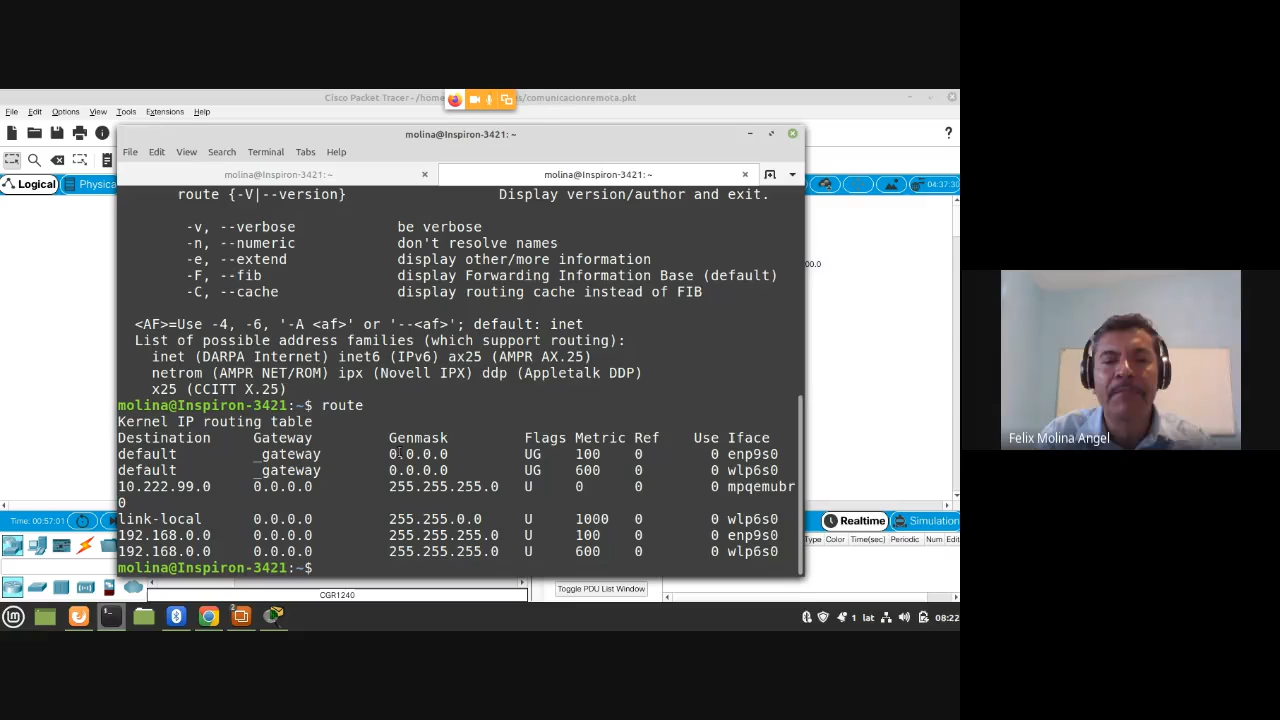 Cisco Packet Tracer - /home
s/comunicacionremota.pkt
File Edit Options View Tools Extensions Help
?
molina@Inspiron-3421: ~
File Edit View Search Terminal Tabs Help
Logical
Physica
molina@Inspiron-3421: ~
molina@Inspiron-3421: ~
04:37:30
route {-V|--version} Display version/author and exit.
-v, --verbose be verbose
-n, --numeric don't resolve names
-e, --extend display other/more information
-F, --fib display Forwarding Information Base (default)
-C, --cache display routing cache instead of FIB
00.0
<AF>=Use -4, -6, '-A <af>' or '--<af>'; default: inet
List of possible address families (which support routing):
inet (DARPA Internet) inet6 (IPv6) ax25 (AMPR AX.25)
netrom (AMPR NET/ROM) ipx (Novell IPX) ddp (Appletalk DDP)
x25 (CCITT X.25)
molina@Inspiron-3421:~$ route
Kernel IP routing table
Destination Gateway Genmask Flags Metric Ref Use Iface
default _gateway 0.0.0.0 UG 100 0 0 enp9s0
default _gateway 0.0.0.0 UG 600 0 0 wlp6s0
10.222.99.0 0.0.0.0 255.255.255.0 U 0 0 0 mpqemubr
0
link-local 0.0.0.0 255.255.0.0 U 1000 0 0 wlp6s0
192.168.0.0 0.0.0.0 255.255.255.0 U 100 0 0 enp9s0
192.168.0.0 0.0.0.0 255.255.255.0 U 600 0 0 wlp6s0
molina@Inspiron-3421:~$
Time: 00:57:01
Realtime
Simulation
Type Color Time(sec) Periodic Num Edit
Toggle PDU List Window
CGR1240
2
1 lat
08:22
Felix Molina Angel